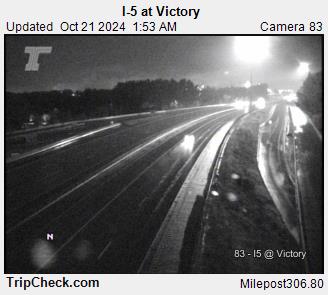 I-5 at Victory
Updated Oct 21 2024 1:53 AM Camera 83
T
N
83 - I5 @ Victory
TripCheck.com Milepost306.80